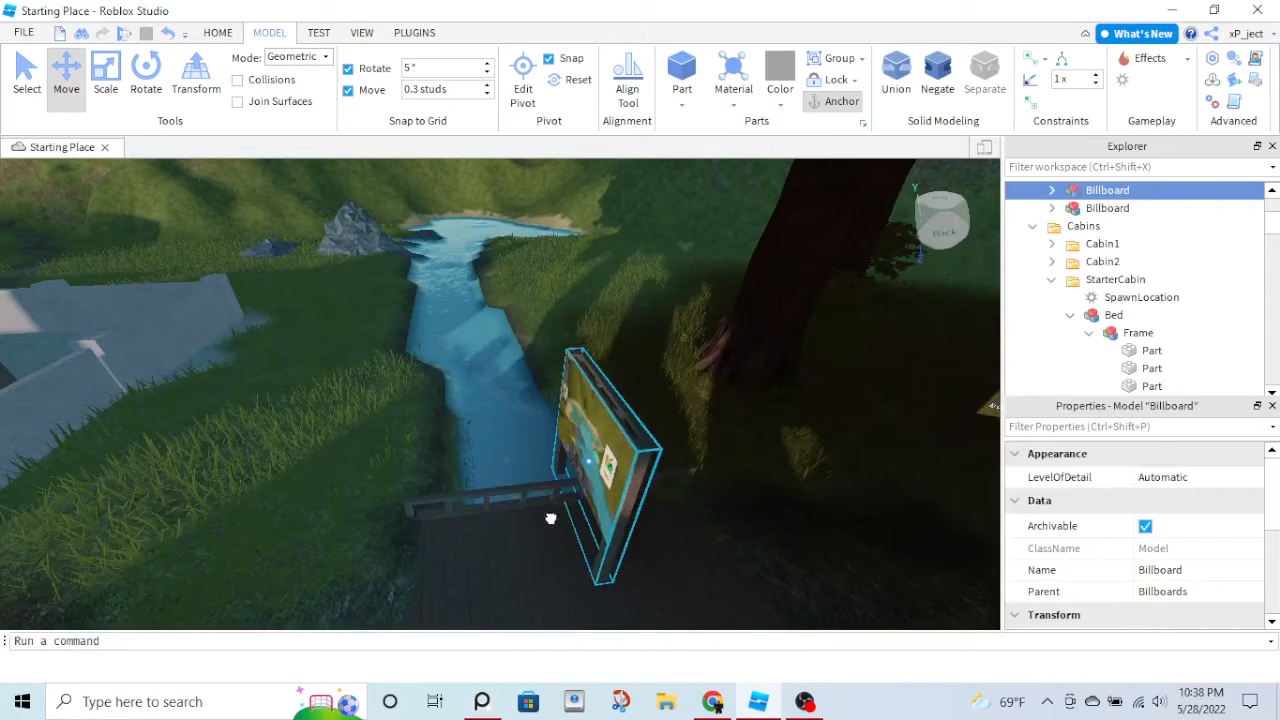 Starting Place - Roblox Studio
FILE HOME MODEL TEST VIEW PLUGINS What's New xP_ject
Select Move Scale Rotate Transform
Mode: Geometric
Collisions
Join Surfaces
Tools
Rotate 5°
Move 0.3 studs
Snap to Grid
Edit Pivot
Snap
Reset
Pivot
Align Tool
Alignment
Part Material Color
Group
Lock
Anchor
Parts
Union Negate Separate
Solid Modeling
1 x
Constraints
Effects
Gameplay
Advanced
Starting Place
Explorer
Filter workspace (Ctrl+Shift+X)
Billboard
Billboard
Cabins
Cabin1
Cabin2
StarterCabin
SpawnLocation
Bed
Frame
Part
Part
Part
Y
Back
Properties - Model "Billboard"
Filter Properties (Ctrl+Shift+P)
Appearance
LevelOfDetail Automatic
Data
Archivable
ClassName Model
Name Billboard
Parent Billboards
Transform
Run a command
Type here to search
69°F
10:38 PM
5/28/2022